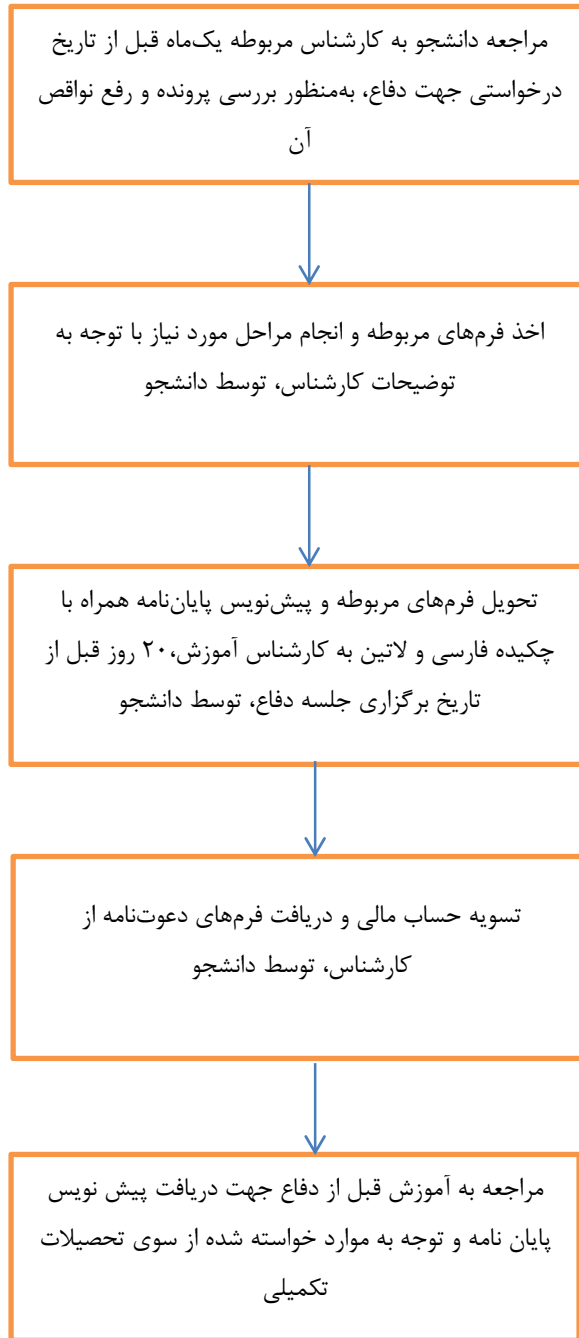 مراجعه دانشجو به کارشناس مربوطه یک‌ماه قبل از تاریخ
درخواستی جهت دفاع، به‌منظور بررسی پرونده و رفع نواقص
آن
اخذ فرم‌های مربوطه و انجام مراحل مورد نیاز با توجه به
توضیحات کارشناس، توسط دانشجو
تحویل فرم‌های مربوطه و پیش‌نویس پایان‌نامه همراه با
چکیده فارسی و لاتین به کارشناس آموزش،۲۰ روز قبل از
تاریخ برگزاری جلسه دفاع، توسط دانشجو
تسویه حساب مالی و دریافت فرم‌های دعوت‌نامه از
کارشناس، توسط دانشجو
مراجعه به آموزش قبل از دفاع جهت دریافت پیش نویس
پایان نامه و توجه به موارد خواسته شده از سوی تحصیلات
تکمیلی